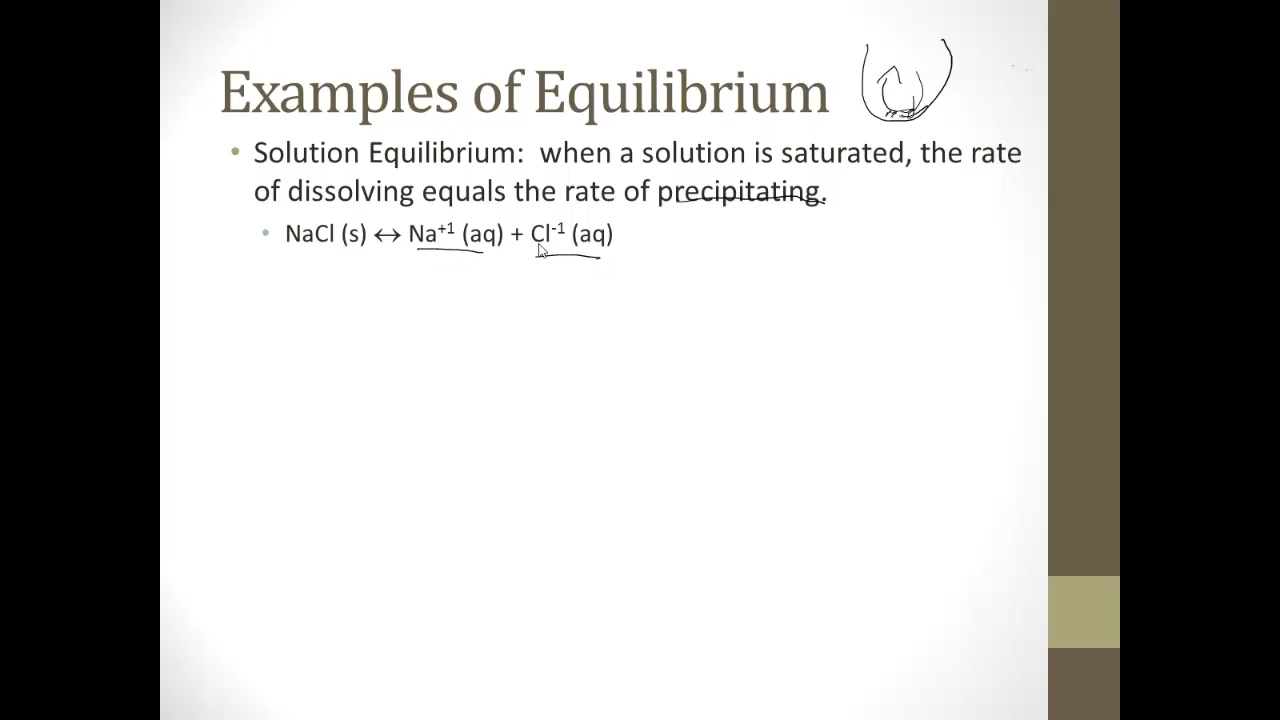 Examples of Equilibrium
• Solution Equilibrium: when a solution is saturated, the rate
of dissolving equals the rate of precipitating.
• NaCl (s) ↔ Na⁺¹ (aq) + Cl⁻¹ (aq)